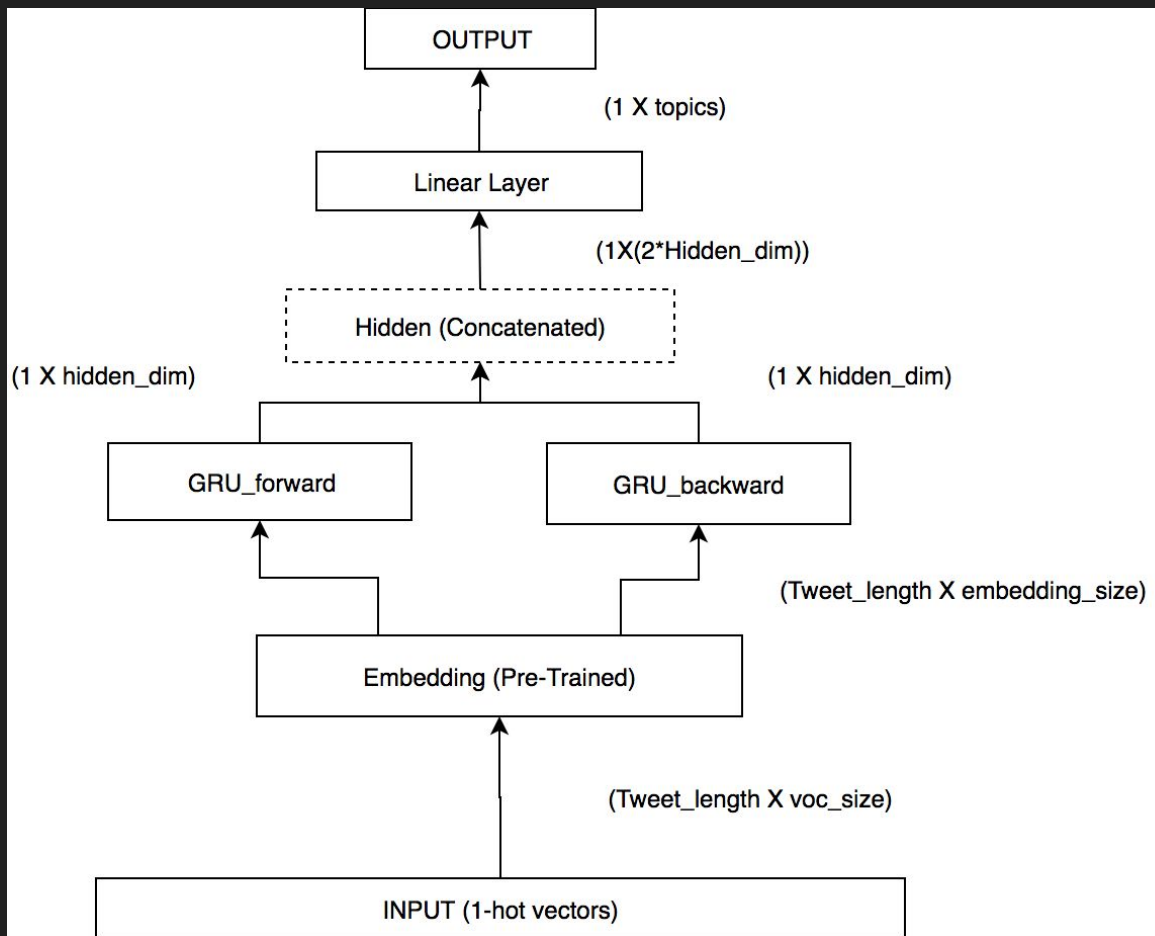 OUTPUT
(1 X topics)
Linear Layer
(1X(2*Hidden_dim))
Hidden (Concatenated)
(1 X hidden_dim)
(1 X hidden_dim)
GRU_forward
GRU_backward
(Tweet_length X embedding_size)
Embedding (Pre-Trained)
(Tweet_length X voc_size)
INPUT (1-hot vectors)